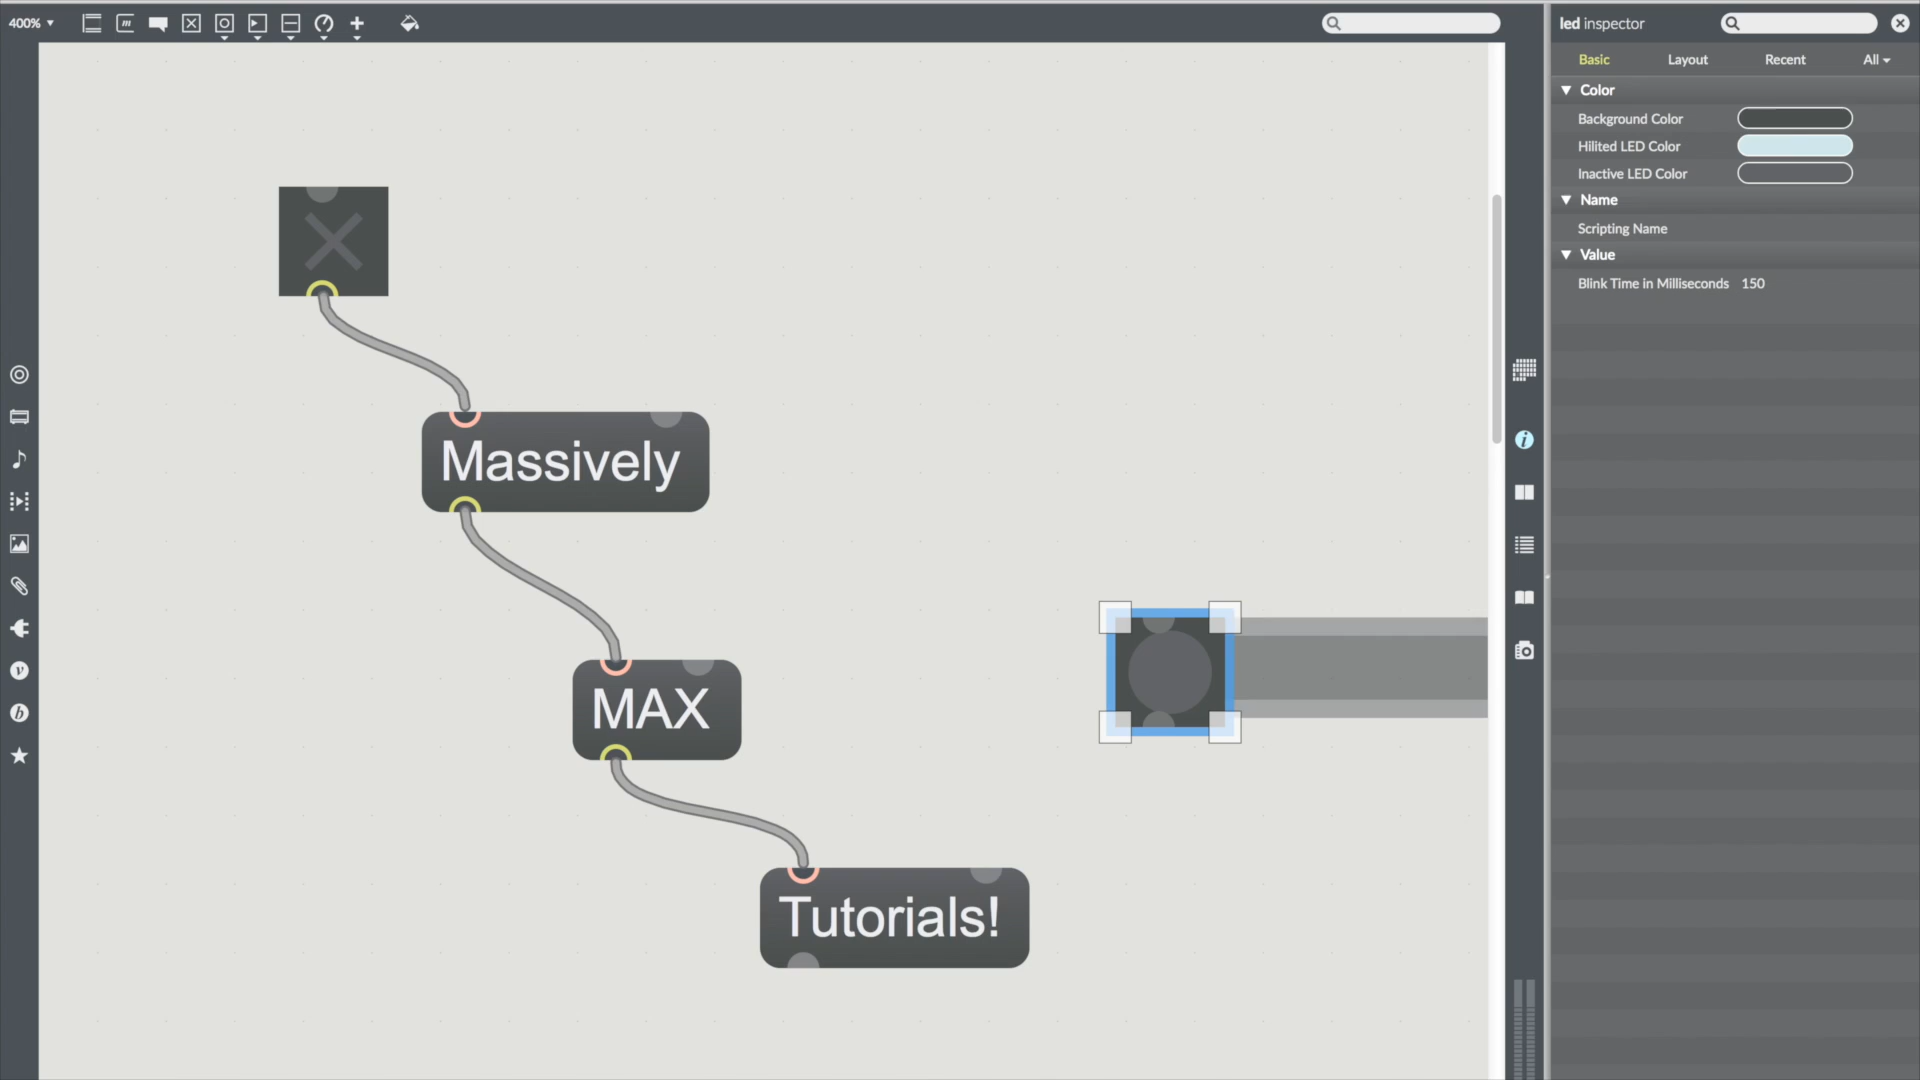 400%
led inspector
Basic Layout Recent All
Color
Background Color
Hilited LED Color
Inactive LED Color
Name
Scripting Name
Value
Blink Time in Milliseconds 150
Massively
MAX
Tutorials!